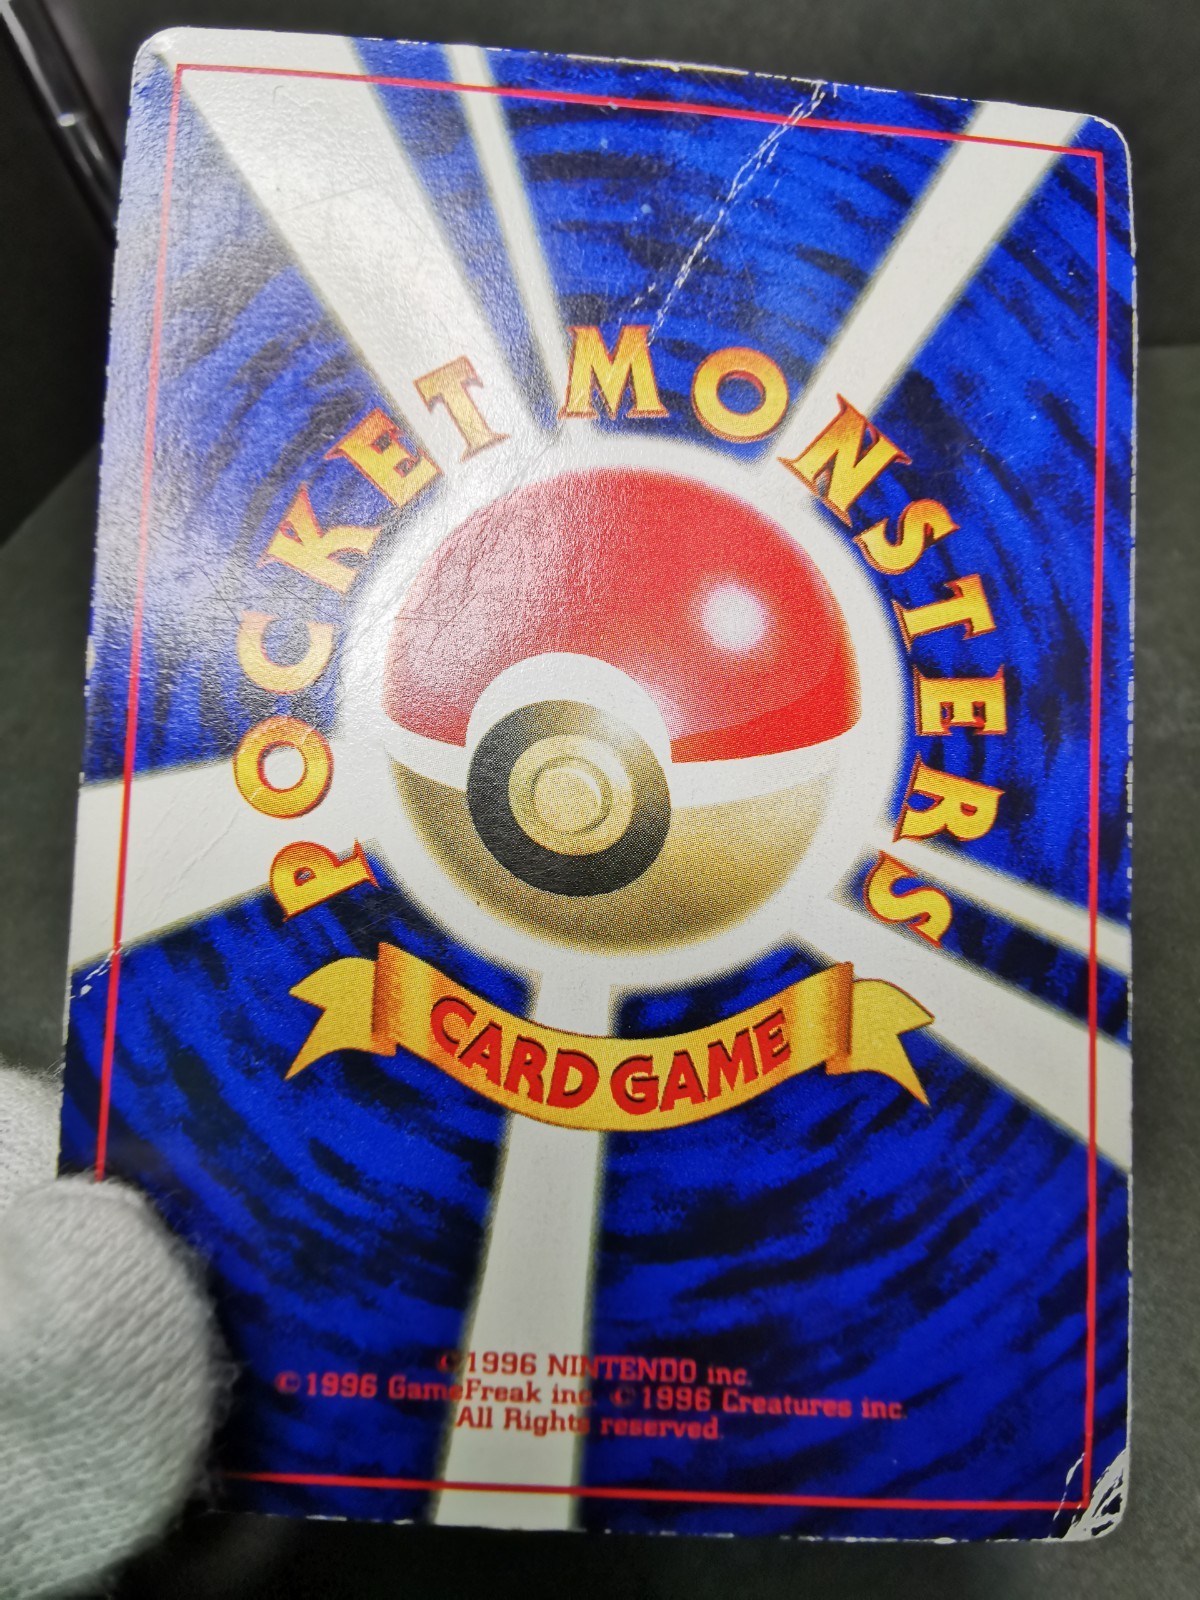 POCKET MONSTERS
CARD GAME
©1996 NINTENDO inc.
©1996 GameFreak inc. ©1996 Creatures inc.
All Rights reserved.